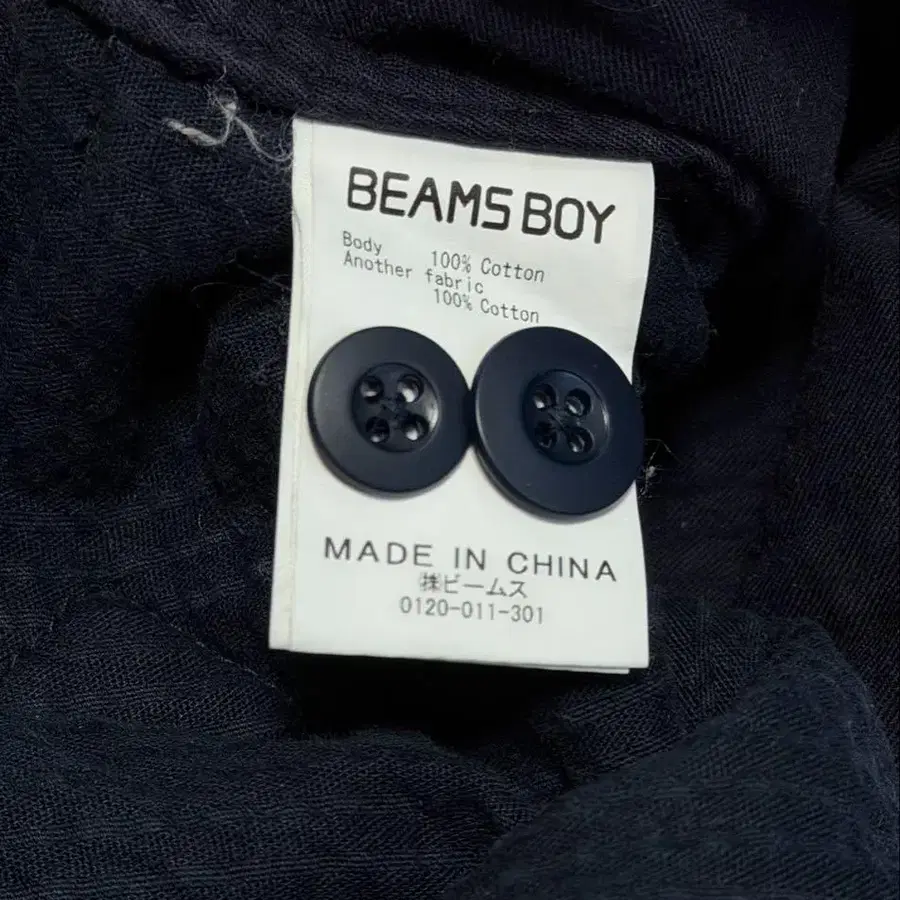 BEAMS BOY
Body 100% Cotton
Another fabric
100% Cotton
MADE IN CHINA
㈱ビームス
0120-011-301